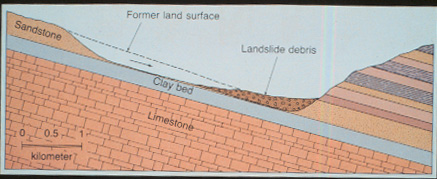 Former land surface
Sandstone
Landslide debris
Clay bed
Limestone
0 0.5 1
kilometer